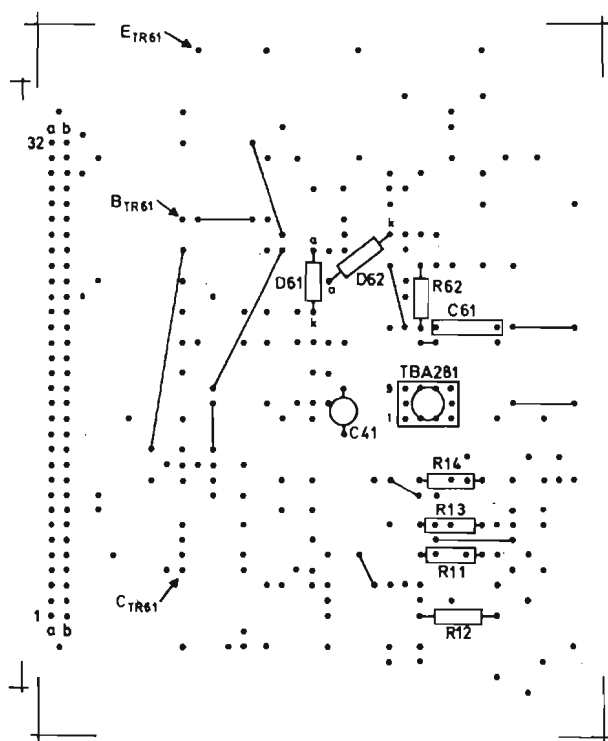 E TR61
a b
32
B TR61
k
a
D61
a
D62
k
R62
C61
TBA281
9
1
C41
R14
R13
R11
C TR61
1
a b
R12